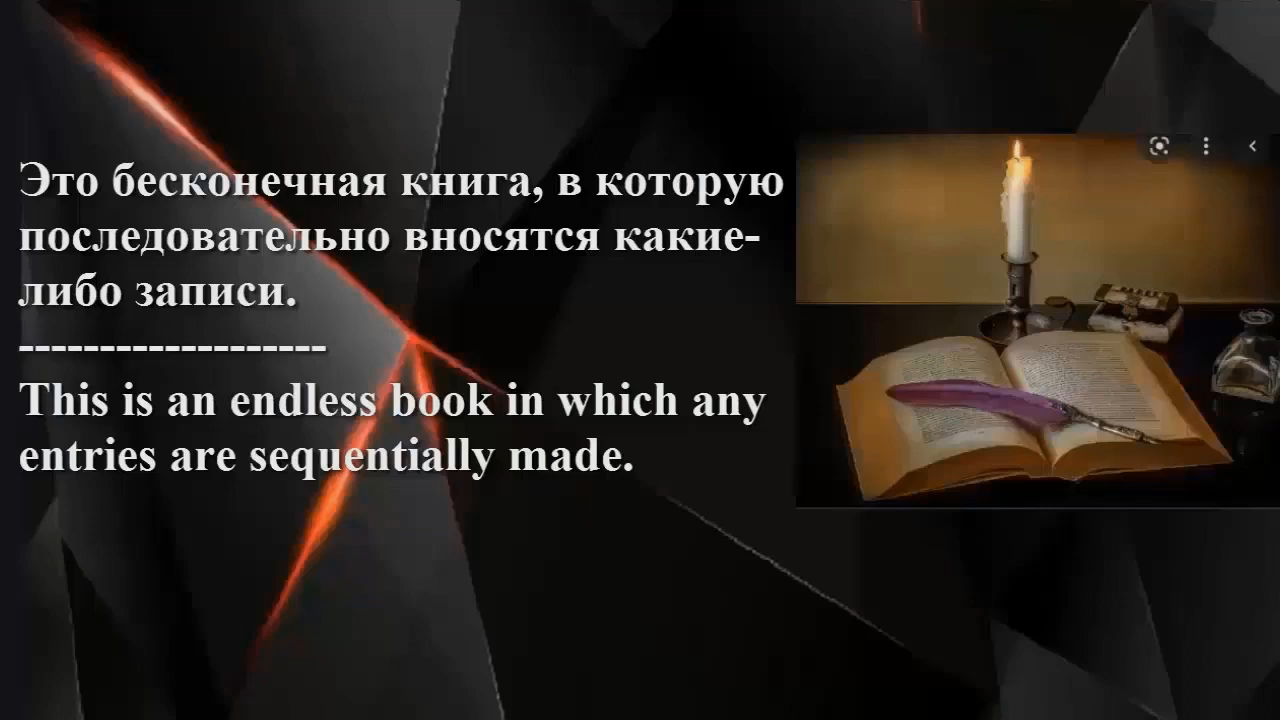 Это бесконечная книга, в которую
последовательно вносятся какие-
либо записи.
-------------------
This is an endless book in which any
entries are sequentially made.